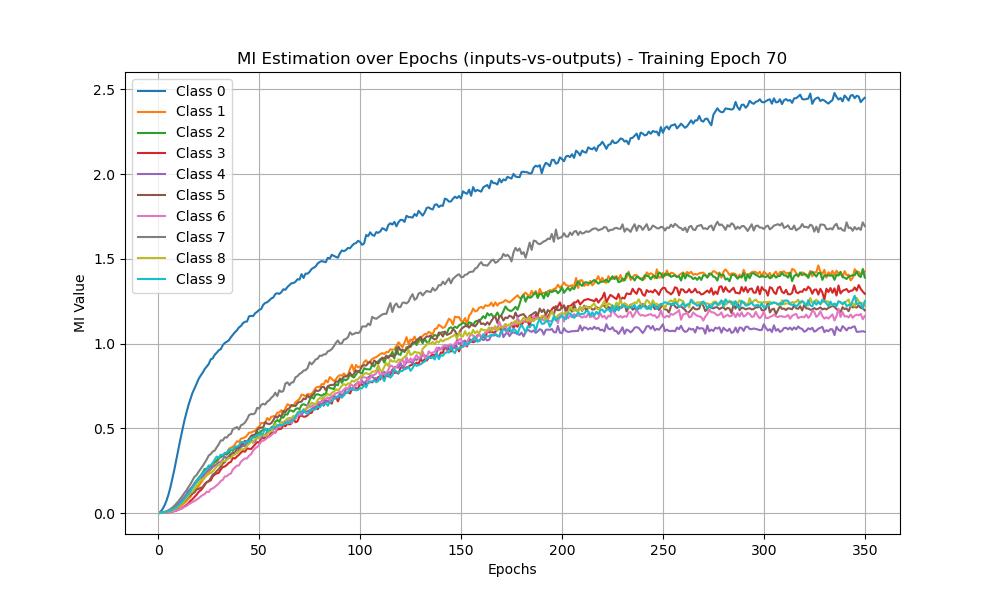 MI Estimation over Epochs (inputs-vs-outputs) - Training Epoch 70
MI Value
2.5
2.0
1.5
1.0
0.5
0.0
Class 0
Class 1
Class 2
Class 3
Class 4
Class 5
Class 6
Class 7
Class 8
Class 9
0 50 100 150 200 250 300 350
Epochs